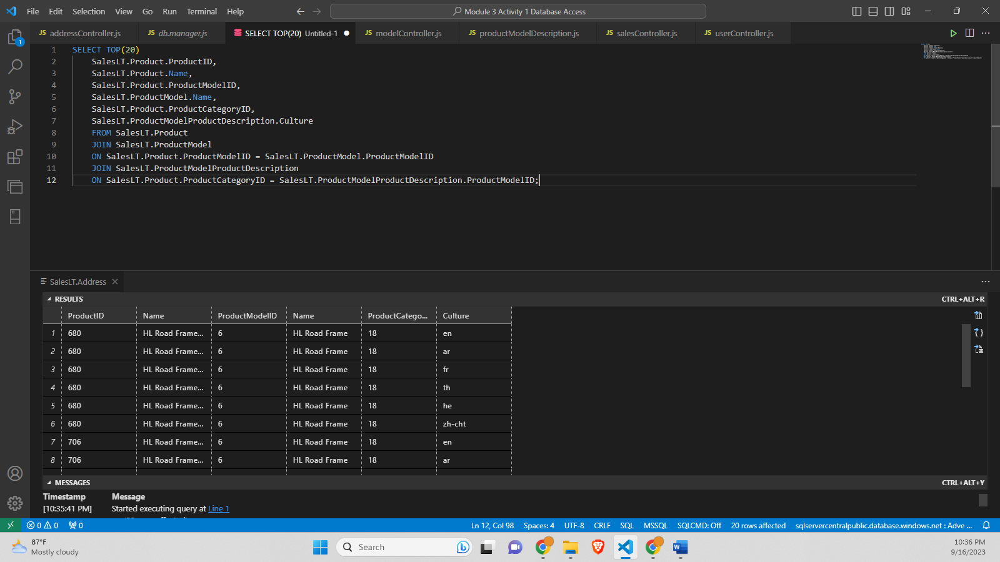 File Edit Selection View Go Run Terminal Help
Module 3 Activity 1 Database Access
1
JS addressController.js
JS db.manager.js
SELECT TOP(20) Untitled-1
JS modelController.js
JS productModelDescription.js
JS salesController.js
JS userController.js
1 SELECT TOP(20)
2 SalesLT.Product.ProductID,
3 SalesLT.Product.Name,
4 SalesLT.Product.ProductModelID,
5 SalesLT.ProductModel.Name,
6 SalesLT.Product.ProductCategoryID,
7 SalesLT.ProductModelProductDescription.Culture
8 FROM SalesLT.Product
9 JOIN SalesLT.ProductModel
10 ON SalesLT.Product.ProductModelID = SalesLT.ProductModel.ProductModelID
11 JOIN SalesLT.ProductModelProductDescription
12 ON SalesLT.Product.ProductCategoryID = SalesLT.ProductModelProductDescription.ProductModelID;
SalesLT.Address
RESULTS CTRL+ALT+R
ProductID Name ProductModelID Name ProductCatego... Culture
1 680 HL Road Frame... 6 HL Road Frame 18 en
2 680 HL Road Frame... 6 HL Road Frame 18 ar
3 680 HL Road Frame... 6 HL Road Frame 18 fr
4 680 HL Road Frame... 6 HL Road Frame 18 th
5 680 HL Road Frame... 6 HL Road Frame 18 he
6 680 HL Road Frame... 6 HL Road Frame 18 zh-cht
7 706 HL Road Frame... 6 HL Road Frame 18 en
8 706 HL Road Frame... 6 HL Road Frame 18 ar
MESSAGES CTRL+ALT+Y
Timestamp Message
[10:35:41 PM] Started executing query at Line 1
0 0 0 Ln 12, Col 98 Spaces: 4 UTF-8 CRLF SQL MSSQL SQLCMD: Off 20 rows affected sqlservercentralpublic.database.windows.net : Adve ...
87°F
Mostly cloudy
Search
10:36 PM
9/16/2023